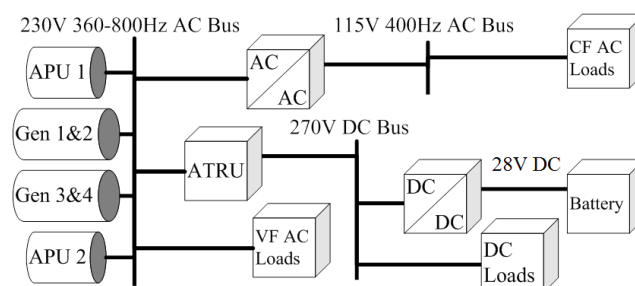 230V 360-800Hz AC Bus
115V 400Hz AC Bus
APU 1
AC
AC
CF AC
Loads
Gen 1&2
270V DC Bus
ATRU
28V DC
Gen 3&4
DC
DC
Battery
APU 2
VF AC
Loads
DC
Loads